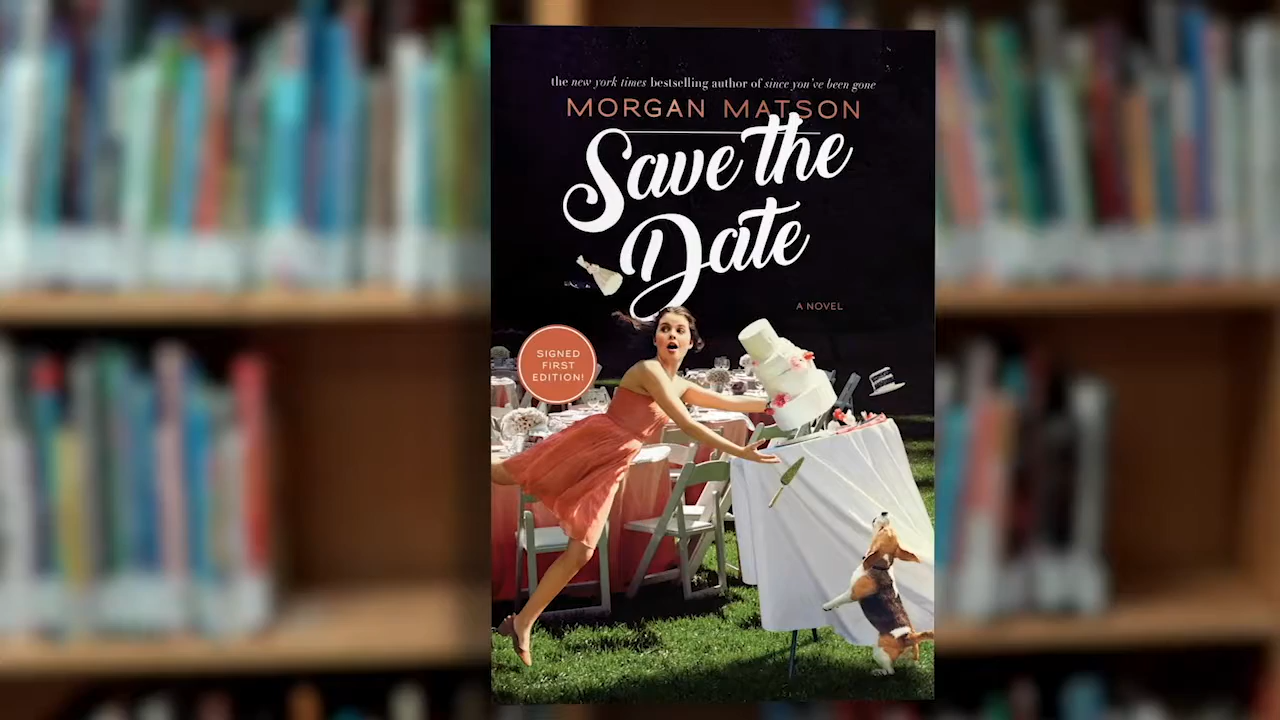 the new york times bestselling author of since you've been gone
MORGAN MATSON
Save the
Date
A NOVEL
SIGNED
FIRST
EDITION!